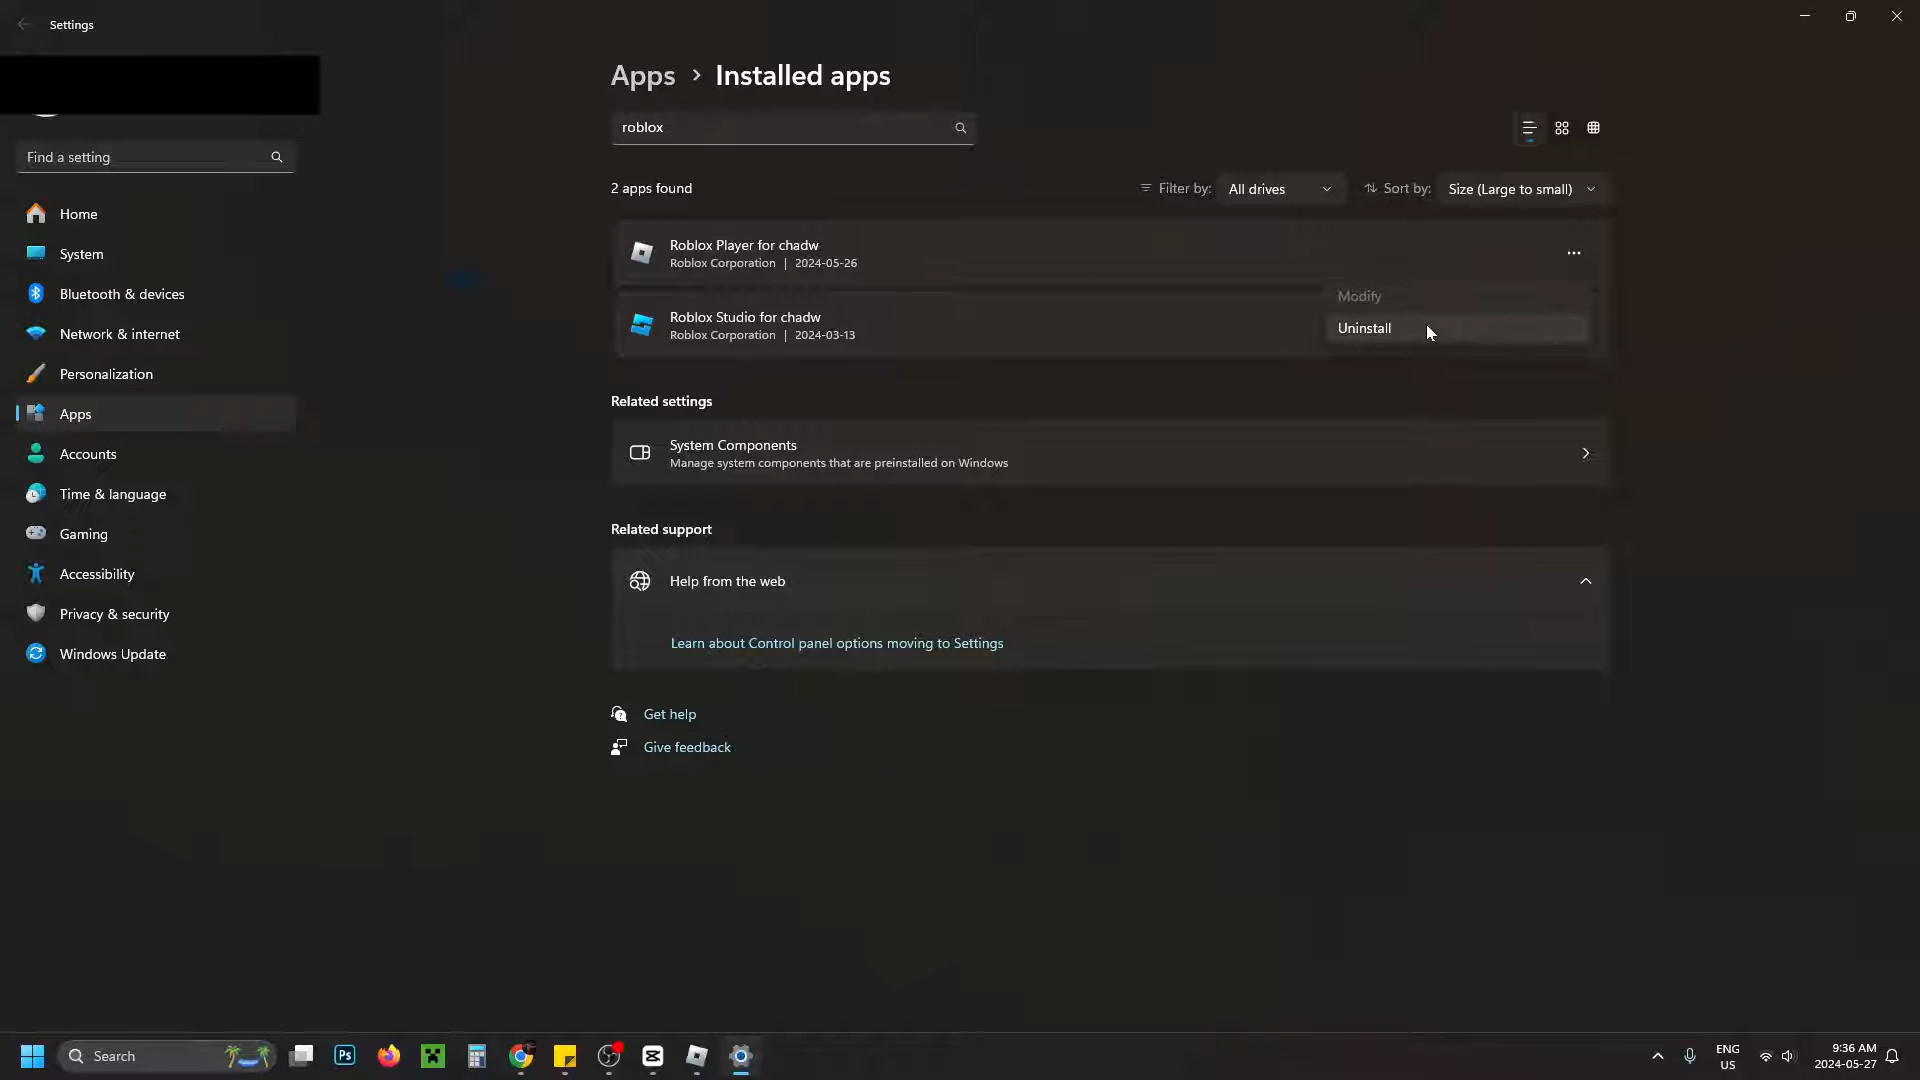 Settings
Apps > Installed apps
roblox
Find a setting
2 apps found
Filter by: All drives
Sort by: Size (Large to small)
Home
System
Bluetooth & devices
Network & internet
Personalization
Apps
Accounts
Time & language
Gaming
Accessibility
Privacy & security
Windows Update
Roblox Player for chadw
Roblox Corporation | 2024-05-26
Modify
Uninstall
Roblox Studio for chadw
Roblox Corporation | 2024-03-13
Related settings
System Components
Manage system components that are preinstalled on Windows
Related support
Help from the web
Learn about Control panel options moving to Settings
Get help
Give feedback
Search
Ps
ENG
US
9:36 AM
2024-05-27